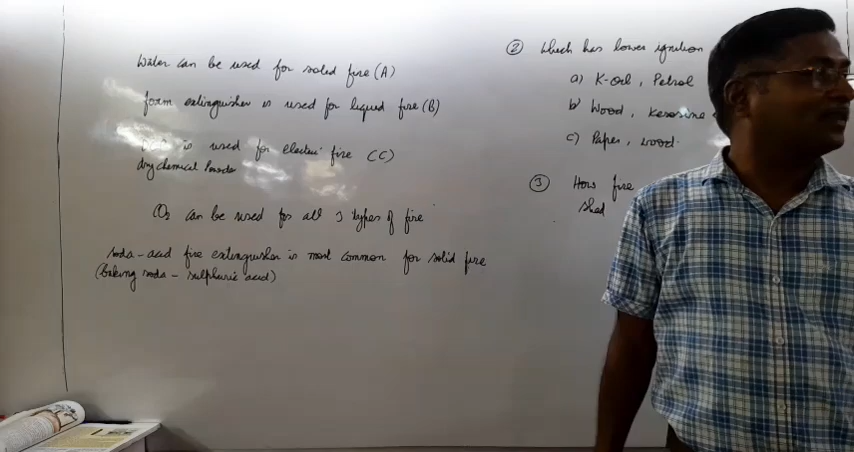 Water can be used for solid fire (A)
foam extinguisher is used for liquid fire (B)
is used for electric fire (C)
dry chemical Powder
CO₂ can be used for all 3 types of fire
soda - acid fire extinguisher is most common for solid fire
(baking soda - sulphuric acid)
② Which has lower ignition
a) K-Oil, Petrol
b) Wood, Kerosine
c) Paper, wood.
③ How fire